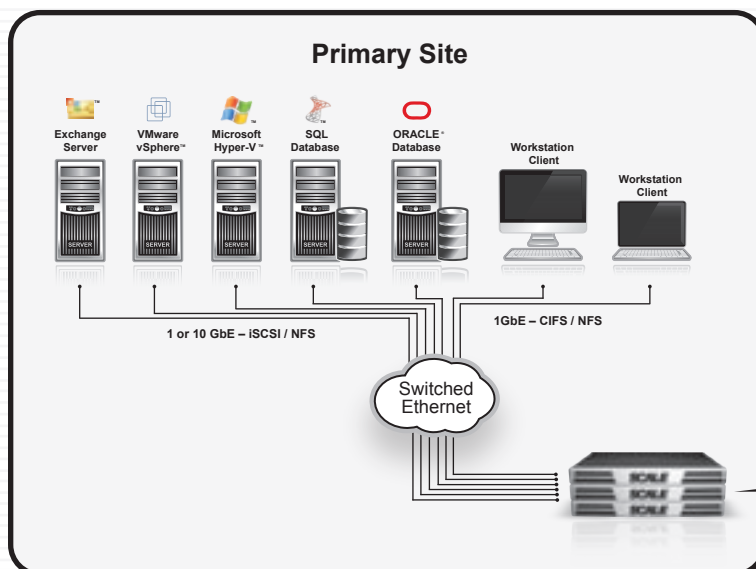 Primary Site
Exchange
Server
VMware
vSphere™
Microsoft
Hyper-V™
SQL
Database
ORACLE®
Database
Workstation
Client
Workstation
Client
SERVER
SERVER
SERVER
SERVER
SERVER
1 or 10 GbE – iSCSI / NFS
1GbE – CIFS / NFS
Switched
Ethernet
SCALE
SCALE
SCALE